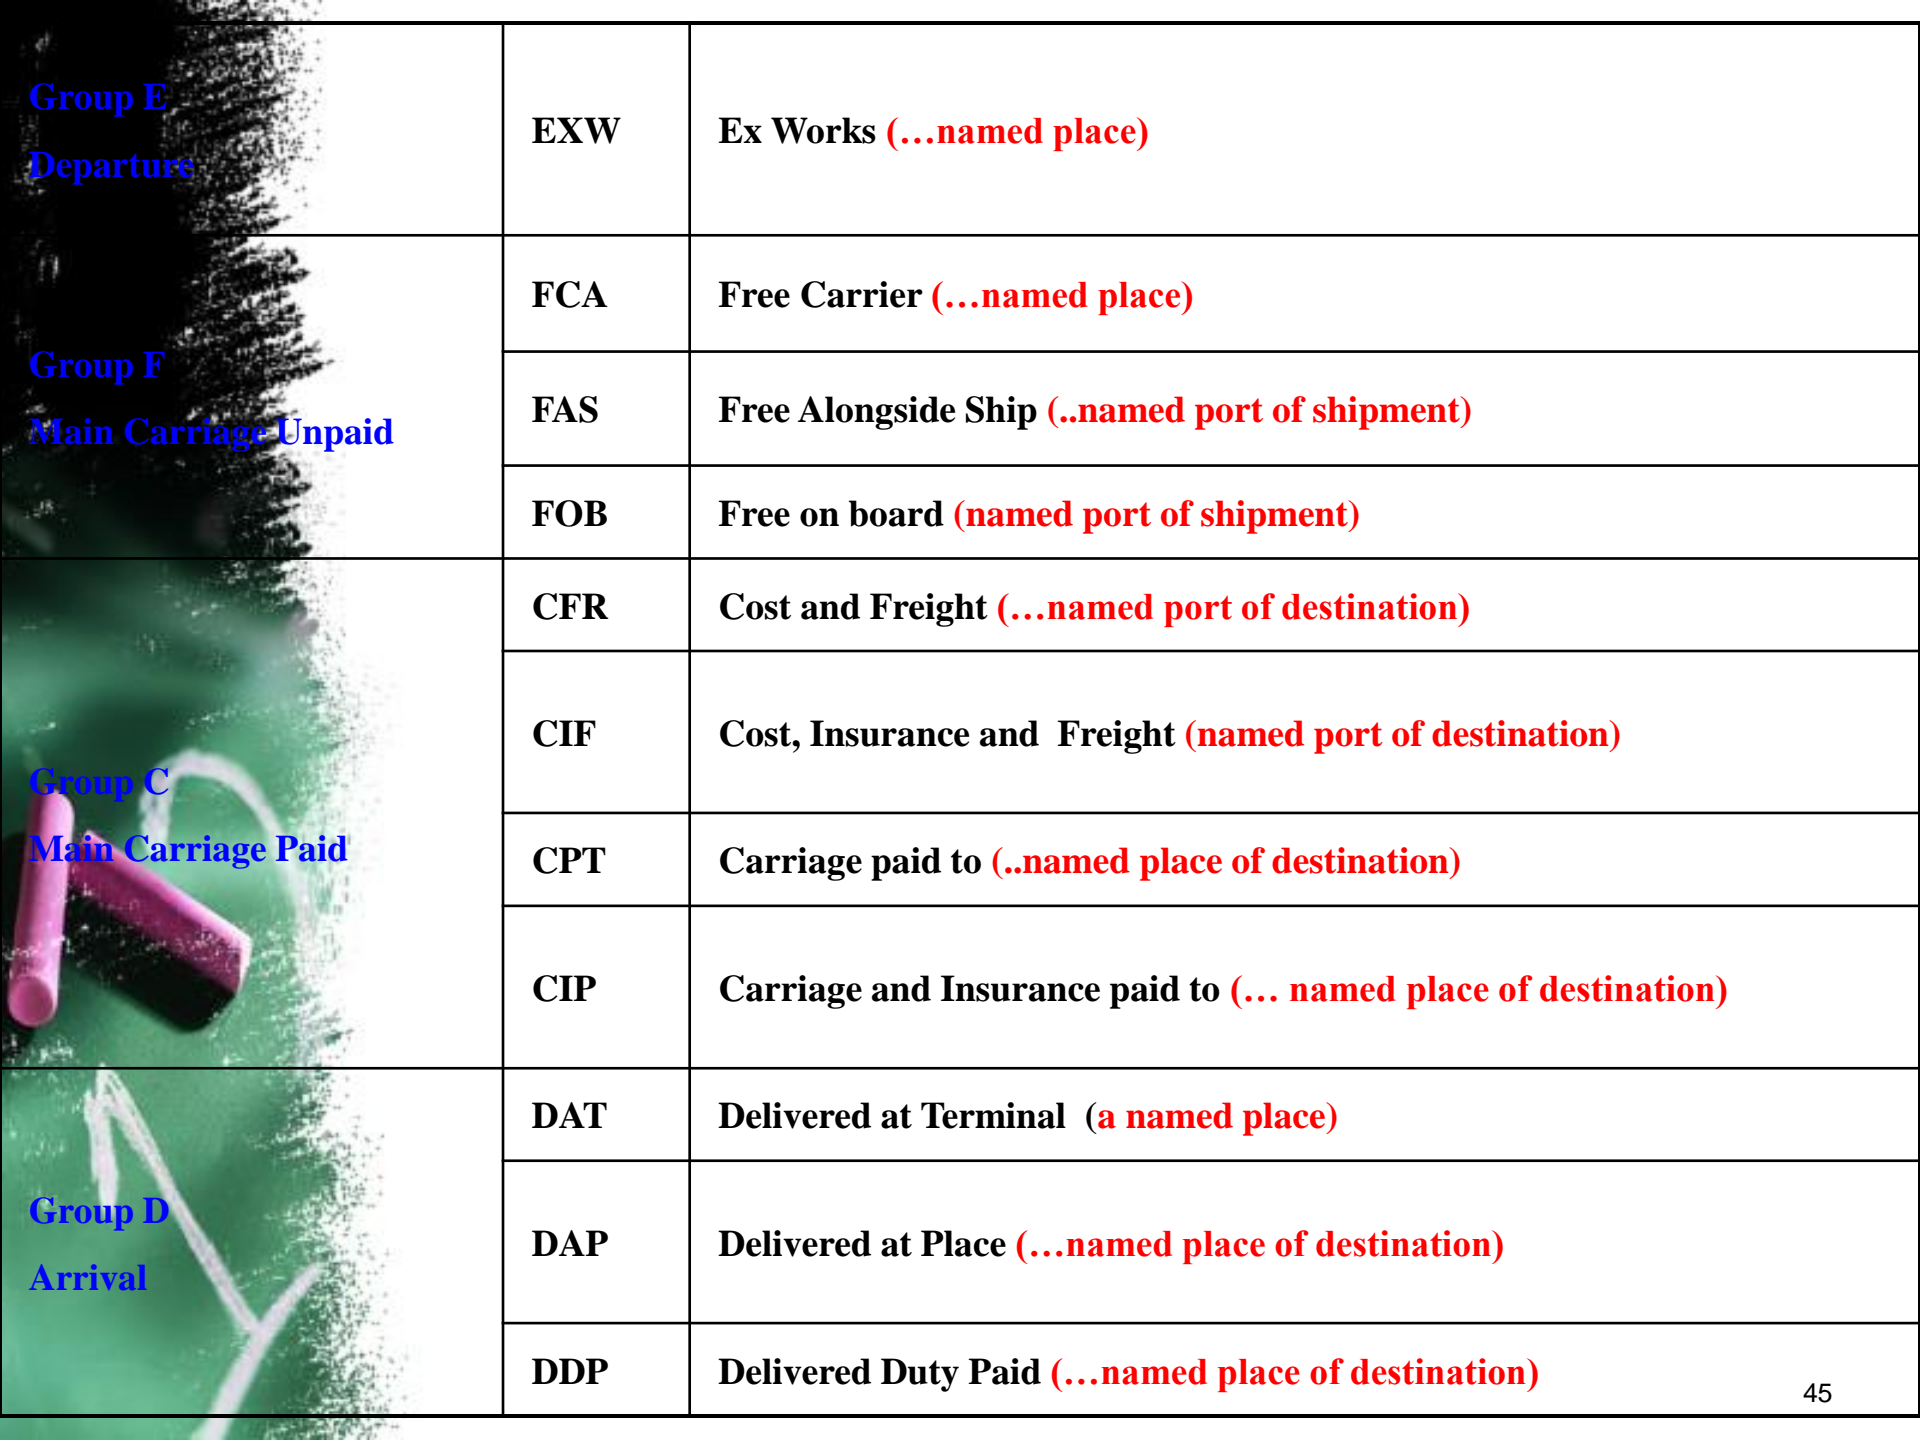 Group E
Departure
EXW
Ex Works (…named place)
Group F
Main Carriage Unpaid
FCA
Free Carrier (…named place)
FAS
Free Alongside Ship (..named port of shipment)
FOB
Free on board (named port of shipment)
Group C
Main Carriage Paid
CFR
Cost and Freight (…named port of destination)
CIF
Cost, Insurance and  Freight (named port of destination)
CPT
Carriage paid to (..named place of destination)
CIP
Carriage and Insurance paid to (… named place of destination)
Group D
Arrival
DAT
Delivered at Terminal  (a named place)
DAP
Delivered at Place (…named place of destination)
DDP
Delivered Duty Paid (…named place of destination)
45